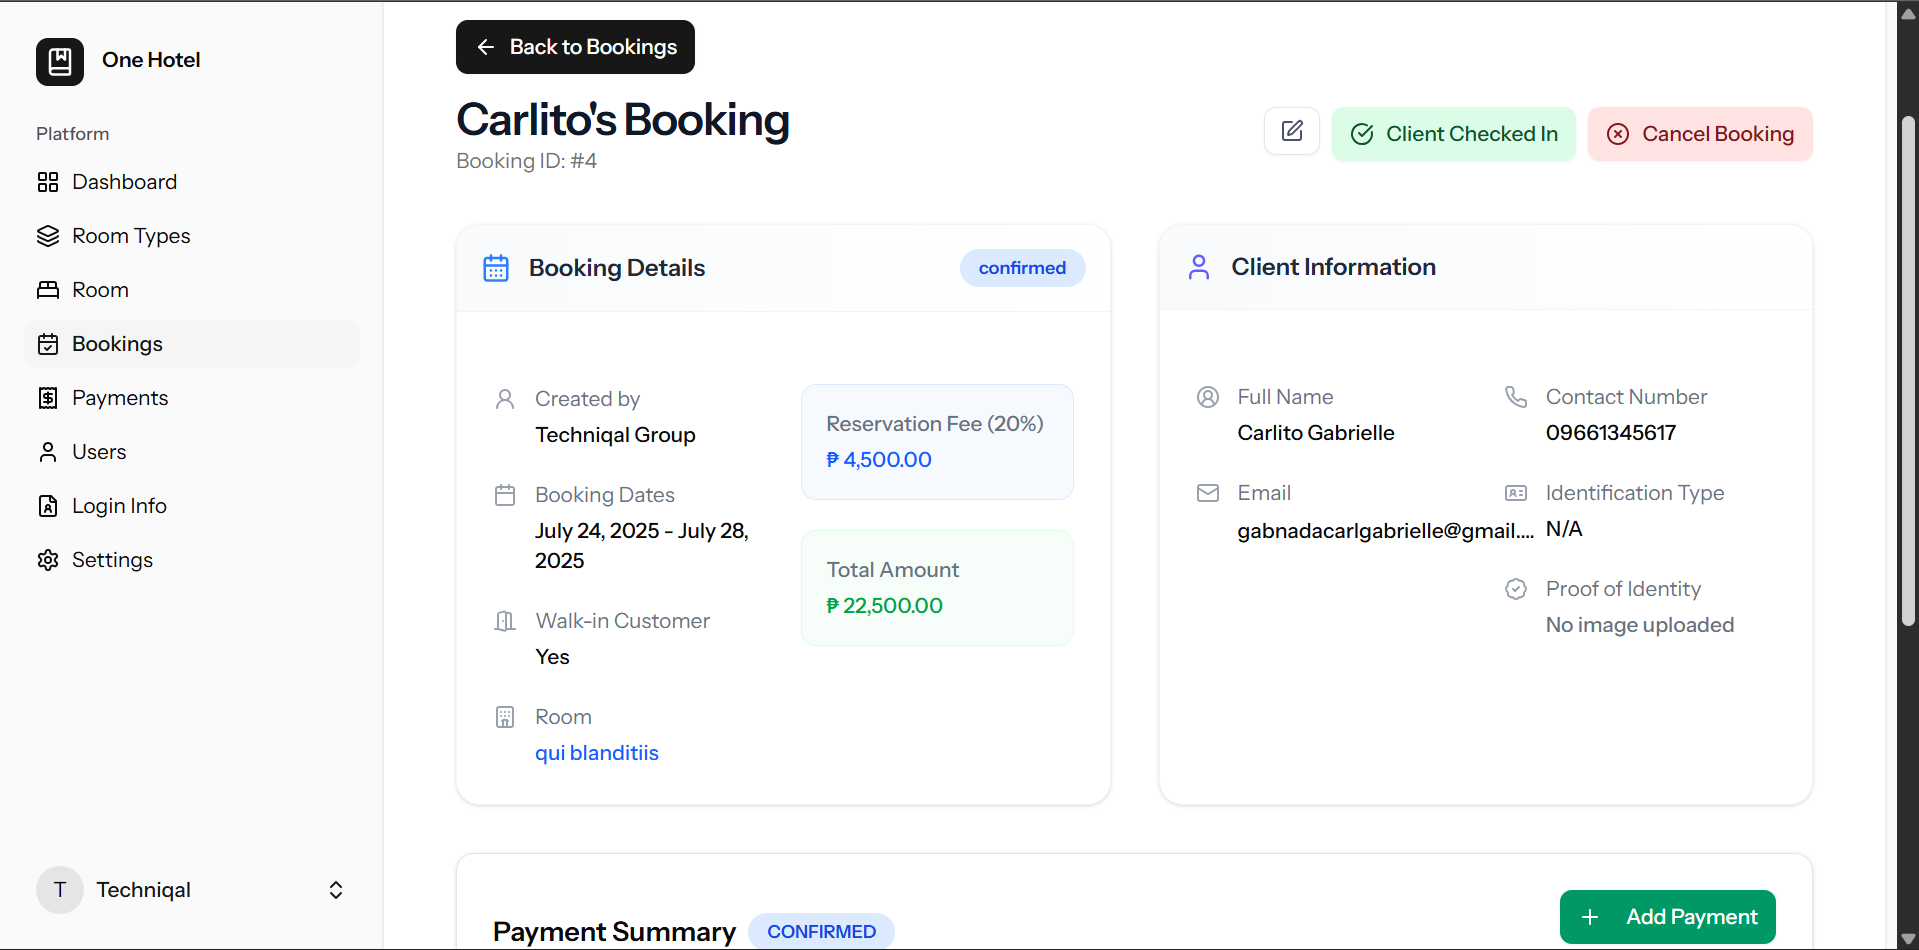 One Hotel
Platform
Dashboard
Room Types
Room
Bookings
Payments
Users
Login Info
Settings
T
Techniqal
Back to Bookings
Carlito's Booking
Booking ID: #4
Client Checked In
Cancel Booking
Booking Details
confirmed
Created by
Techniqal Group
Booking Dates
July 24, 2025 - July 28,
2025
Walk-in Customer
Yes
Room
qui blanditiis
Reservation Fee (20%)
₱ 4,500.00
Total Amount
₱ 22,500.00
Client Information
Full Name
Carlito Gabrielle
Contact Number
09661345617
Email
gabnadacarlgabrielle@gmail....
Identification Type
N/A
Proof of Identity
No image uploaded
Payment Summary
CONFIRMED
Add Payment